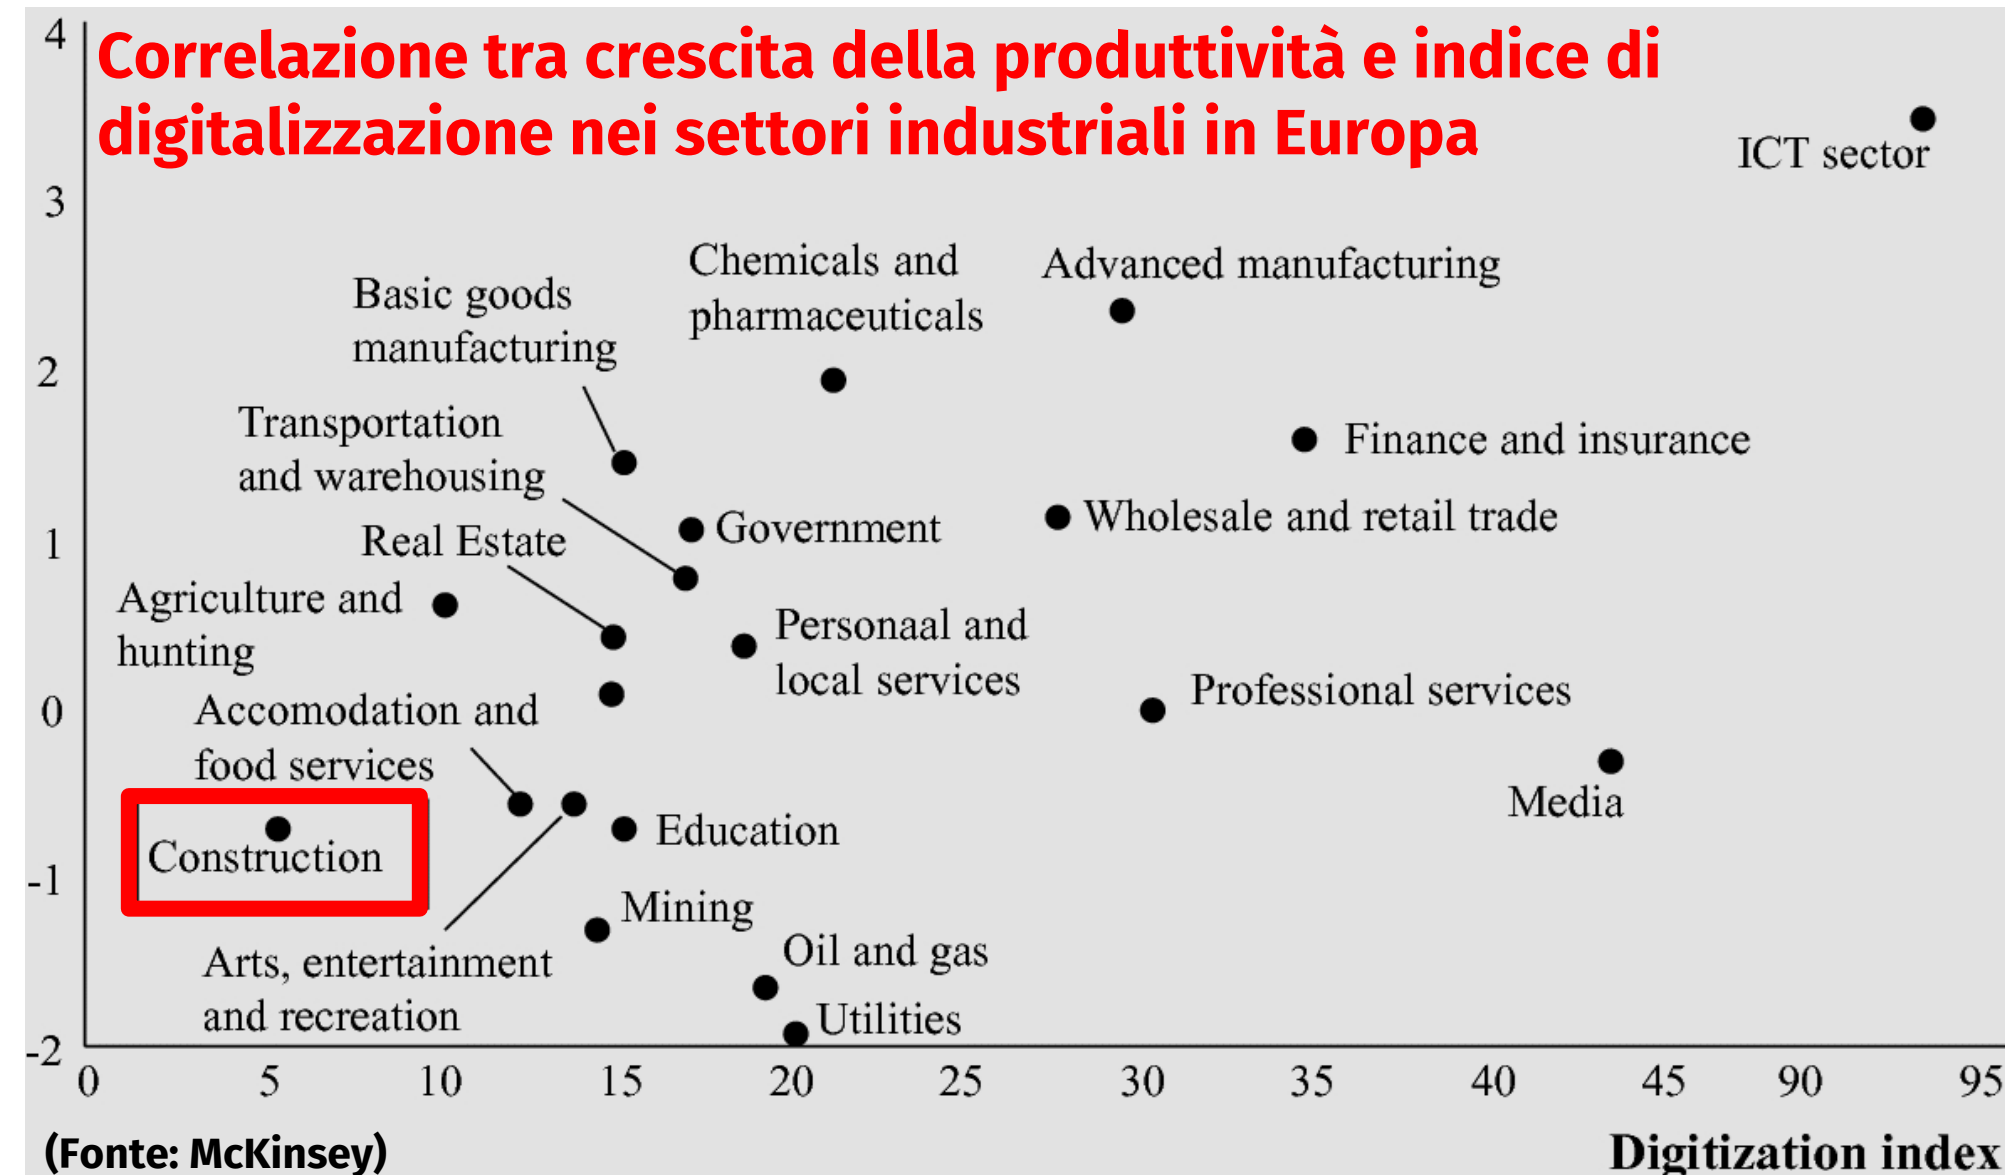 Correlazione tra crescita della produttività e indice di
digitalizzazione nei settori industriali in Europa
4
3
2
1
0
-1
-2
ICT sector
Chemicals and
pharmaceuticals
Advanced manufacturing
Basic goods
manufacturing
Transportation
and warehousing
Finance and insurance
Government
Wholesale and retail trade
Real Estate
Agriculture and
hunting
Personaal and
local services
Professional services
Accomodation and
food services
Media
Construction
Education
Mining
Arts, entertainment
and recreation
Oil and gas
Utilities
0 5 10 15 20 25 30 35 40 45 90 95
(Fonte: McKinsey)
Digitization index